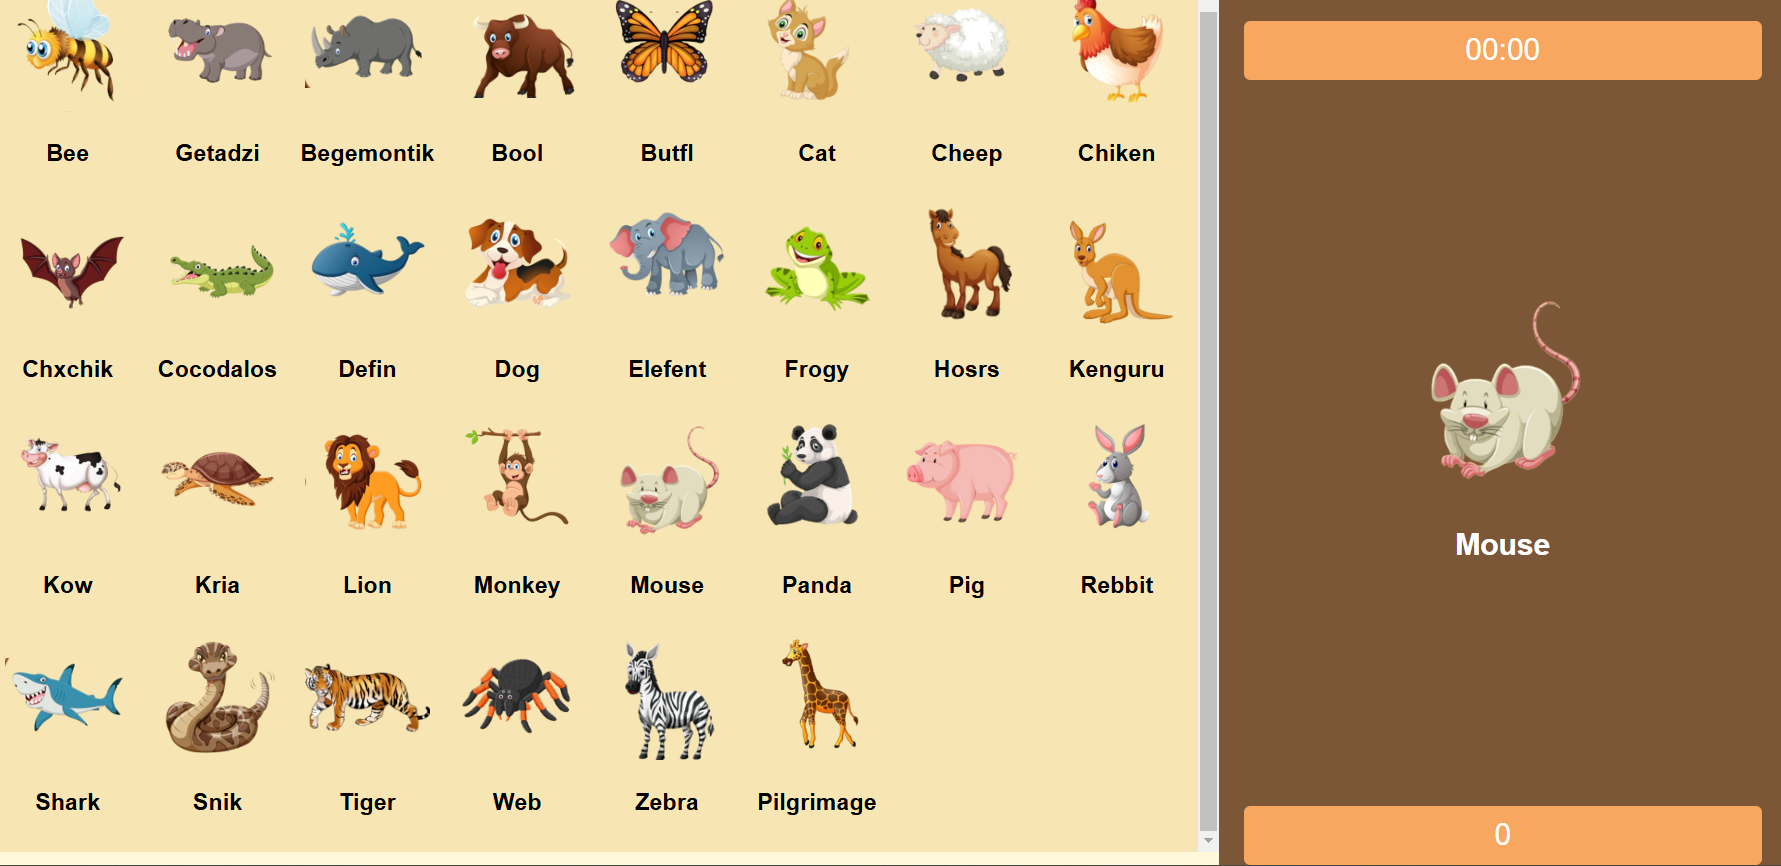 Bee
Getadzi
Begemontik
Bool
Butfl
Cat
Cheep
Chiken
Chxchik
Cocodalos
Defin
Dog
Elefent
Frogy
Hosrs
Kenguru
Kow
Kria
Lion
Monkey
Mouse
Panda
Pig
Rebbit
Shark
Snik
Tiger
Web
Zebra
Pilgrimage
00:00
Mouse
0